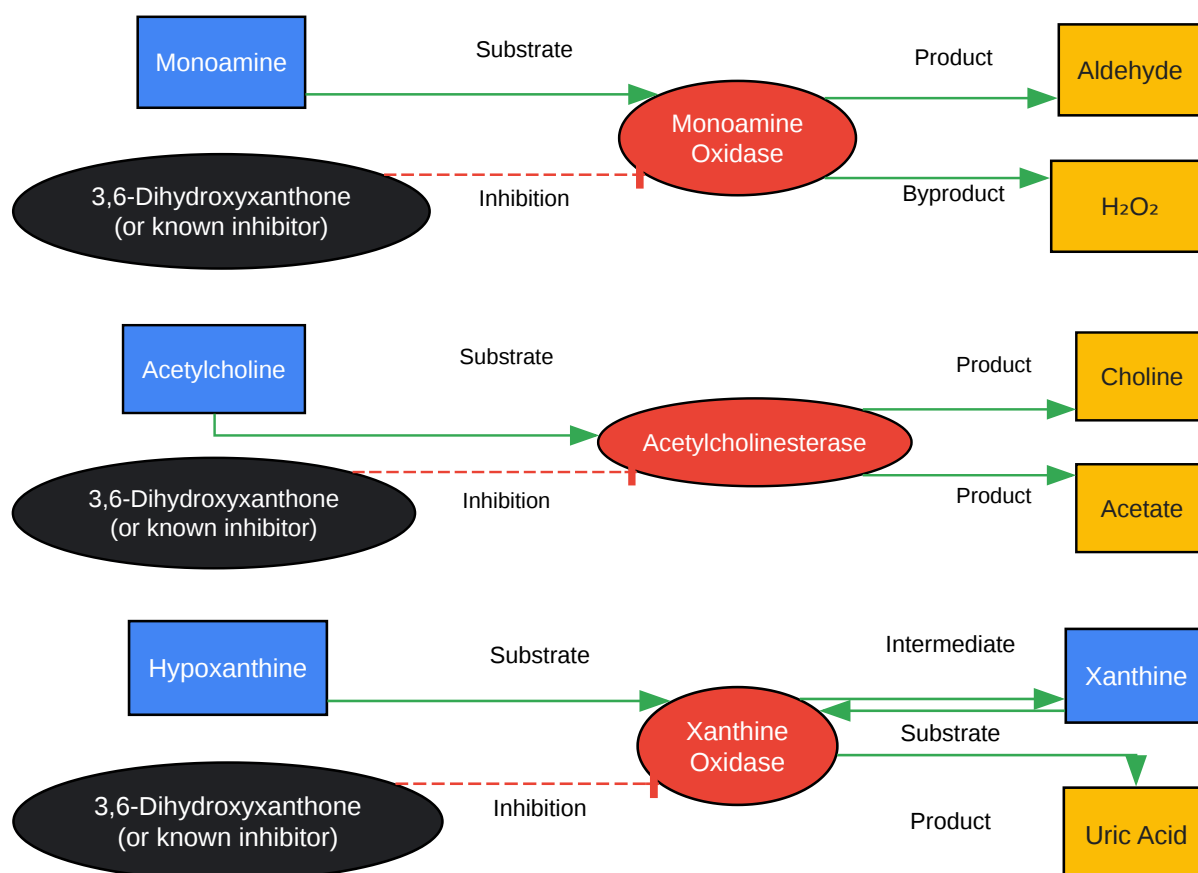 Monoamine
Substrate
Product
Aldehyde
Monoamine
Oxidase
3,6-Dihydroxyxanthone
(or known inhibitor)
Inhibition
Byproduct
H₂O₂
Acetylcholine
Substrate
Product
Choline
Acetylcholinesterase
3,6-Dihydroxyxanthone
(or known inhibitor)
Inhibition
Product
Acetate
Hypoxanthine
Substrate
Intermediate
Xanthine
Xanthine
Oxidase
Substrate
3,6-Dihydroxyxanthone
(or known inhibitor)
Inhibition
Product
Uric Acid